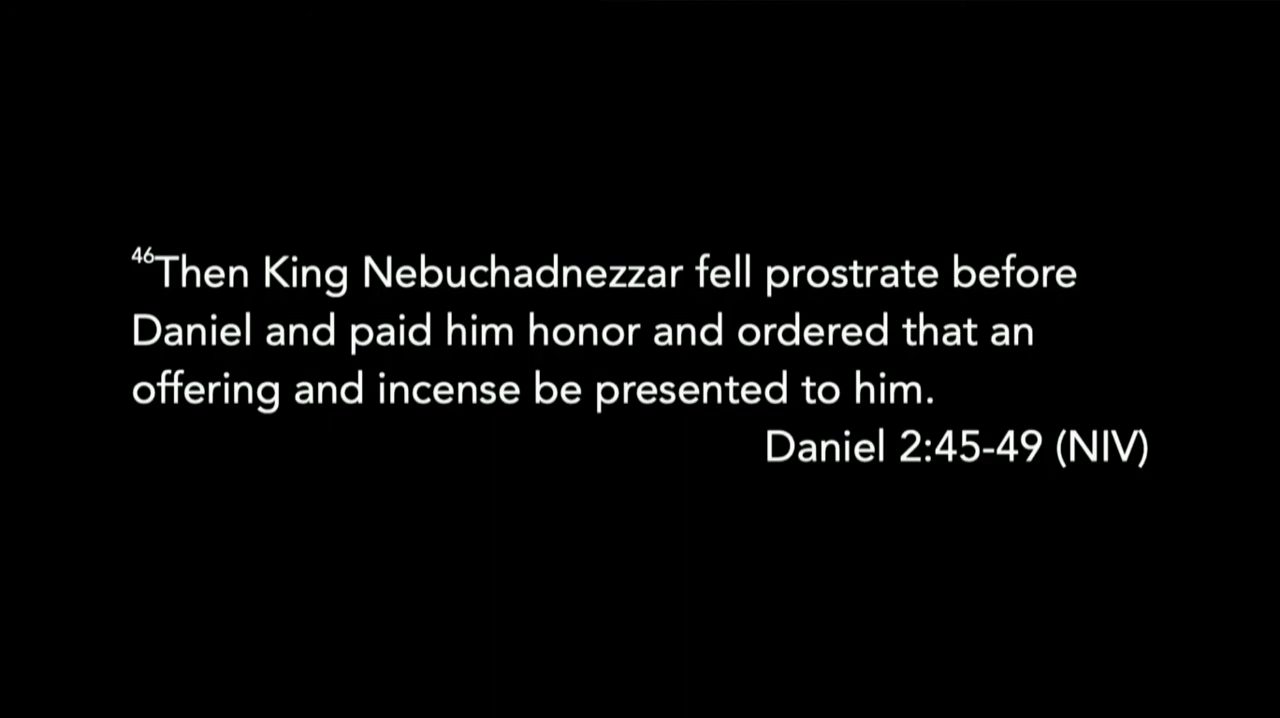 46Then King Nebuchadnezzar fell prostrate before
Daniel and paid him honor and ordered that an
offering and incense be presented to him.
Daniel 2:45-49 (NIV)